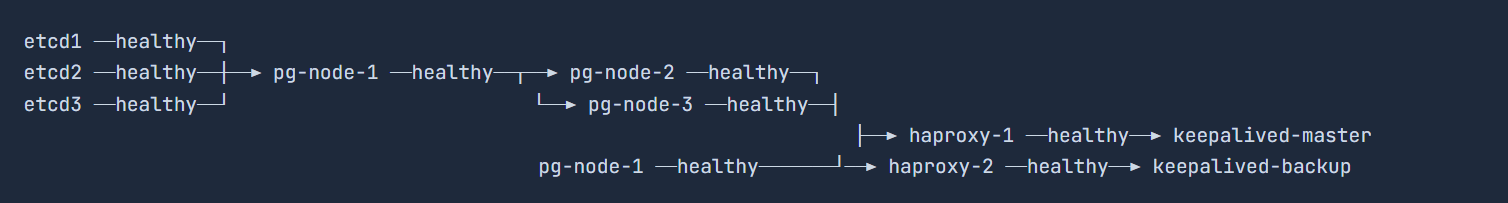 etcd1 ──healthy──┐
etcd2 ──healthy──┼──► pg-node-1 ──healthy──┬──► pg-node-2 ──healthy──┐
etcd3 ──healthy──┘                         └──► pg-node-3 ──healthy──┤
                                                                     ├──► haproxy-1 ──healthy──► keepalived-master
                                           pg-node-1 ──healthy───────┘──► haproxy-2 ──healthy──► keepalived-backup